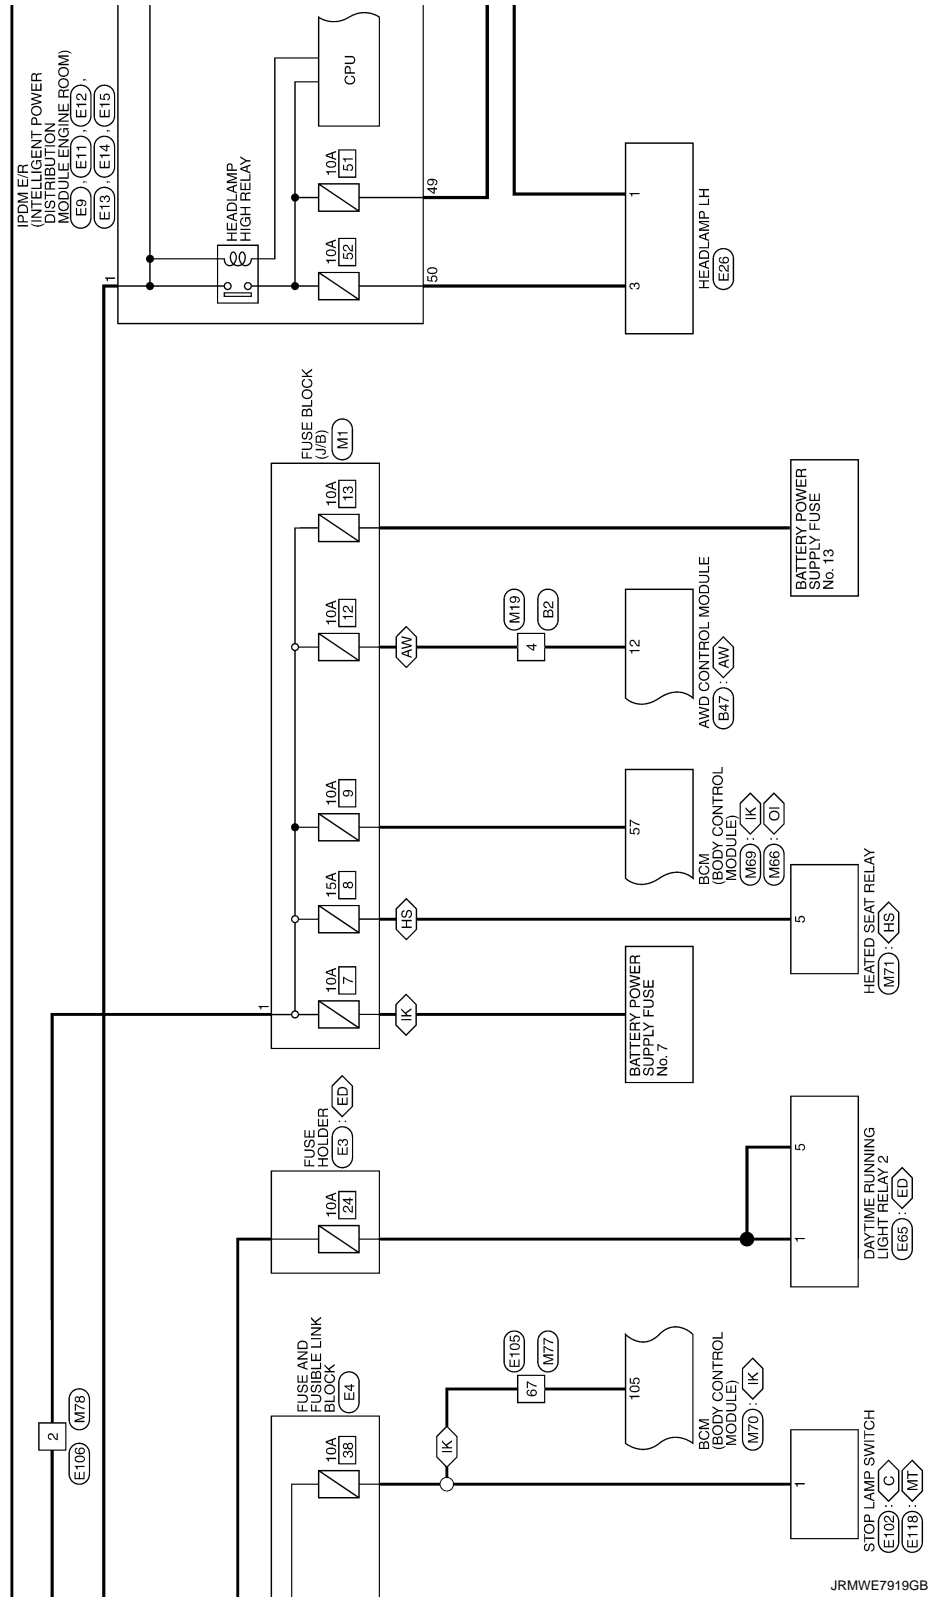 IPDM E/R
(INTELLIGENT POWER
DISTRIBUTION
MODULE ENGINE ROOM)
E9 , E11 , E12 ,
E13 , E14 , E15
CPU
HEADLAMP
HIGH RELAY
10A
51
10A
52
1
49
50
1
3
HEADLAMP LH
E26
FUSE BLOCK
(J/B)
M1
10A
13
10A
12
10A
9
15A
8
10A
7
1
BATTERY POWER
SUPPLY FUSE
No. 13
AW
M19
4
B2
12
AWD CONTROL MODULE
B47 : AW
57
BCM
(BODY CONTROL
MODULE)
M69 : IK
M66 : OI
HS
5
HEATED SEAT RELAY
M71 : HS
IK
BATTERY POWER
SUPPLY FUSE
No. 7
FUSE
HOLDER
E3 : ED
10A
24
5
1
DAYTIME RUNNING
LIGHT RELAY 2
E65 : ED
M78
2
E106
FUSE AND
FUSIBLE LINK
BLOCK
E4
10A
38
IK
E105
67
M77
105
BCM
(BODY CONTROL
MODULE)
M70 : IK
1
STOP LAMP SWITCH
E102 : C
E118 : MT
JRMWE7919GB